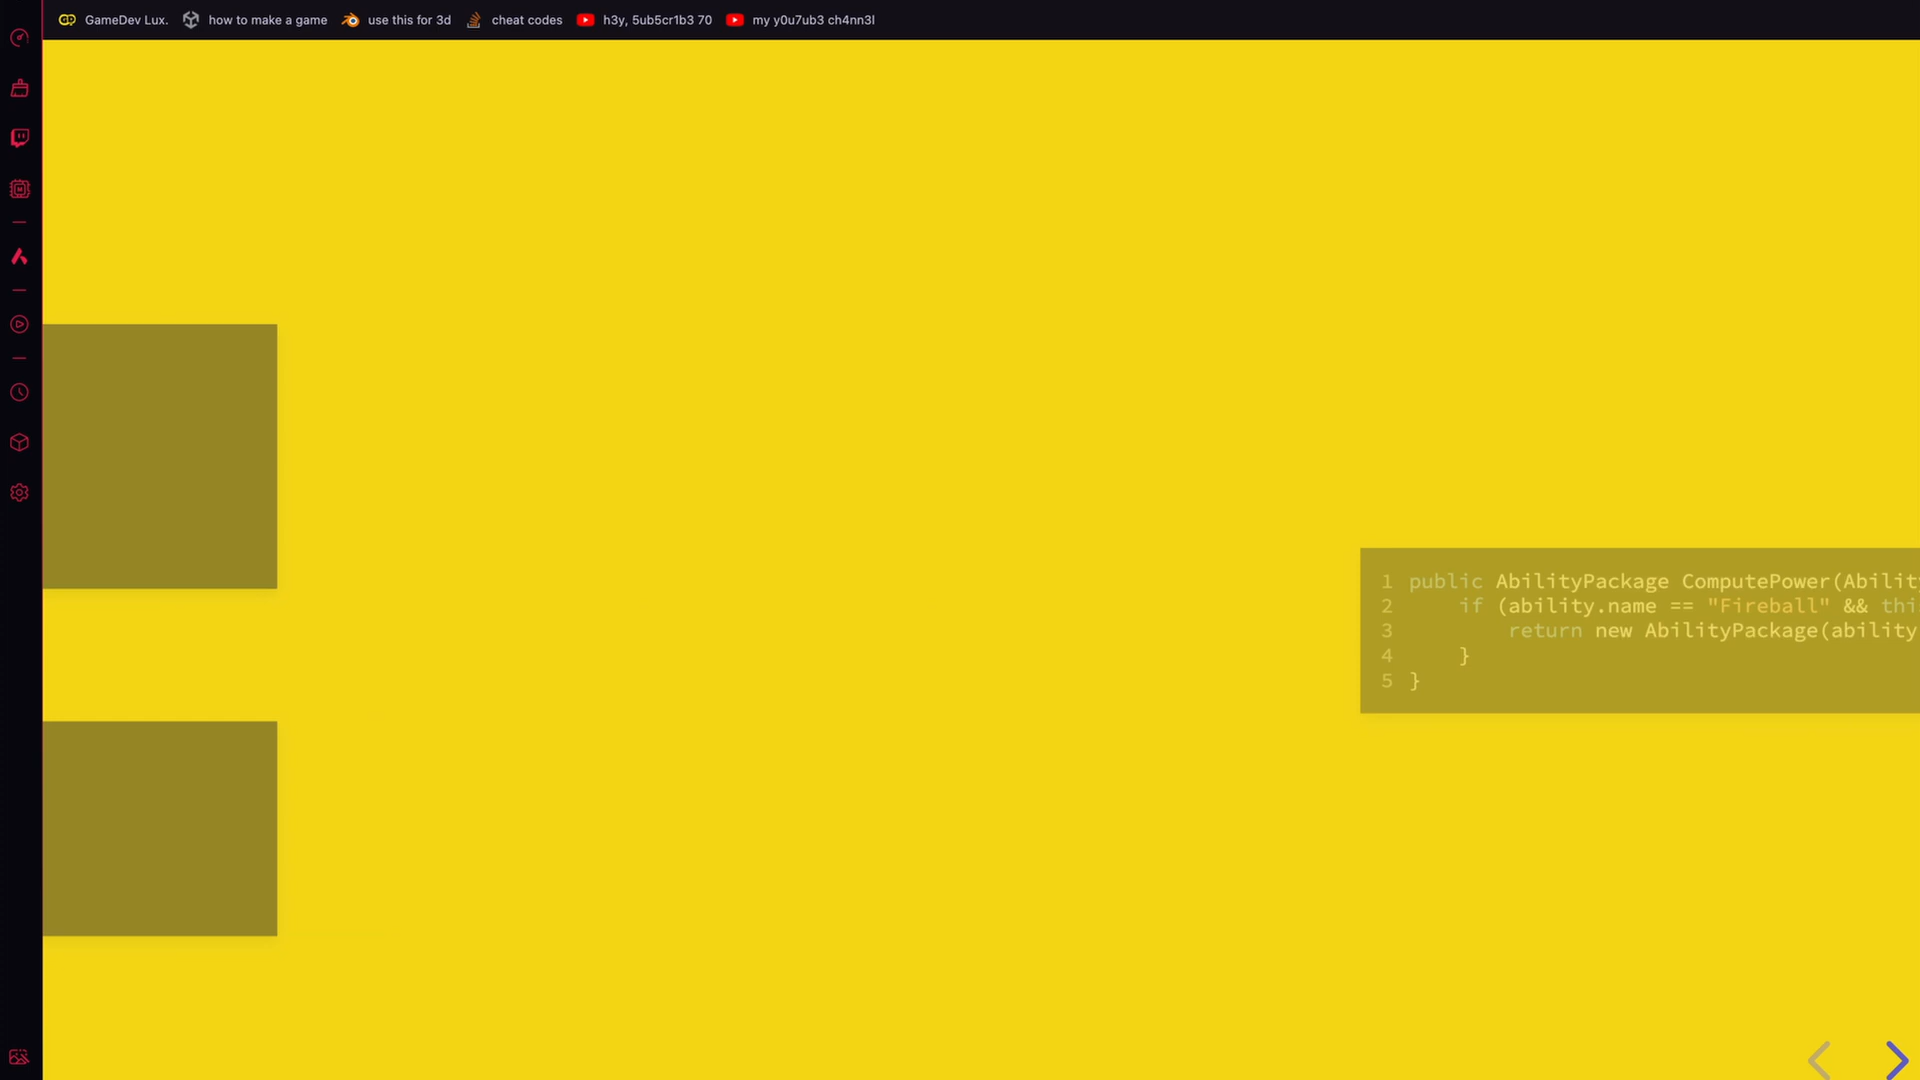 GameDev Lux. how to make a game use this for 3d cheat codes h3y, 5ub5cr1b3 70 my y0u7ub3 ch4nn3l
1 public AbilityPackage ComputePower(Abilit
2 if (ability.name == "Fireball" && thi
3 return new AbilityPackage(ability
4 }
5 }